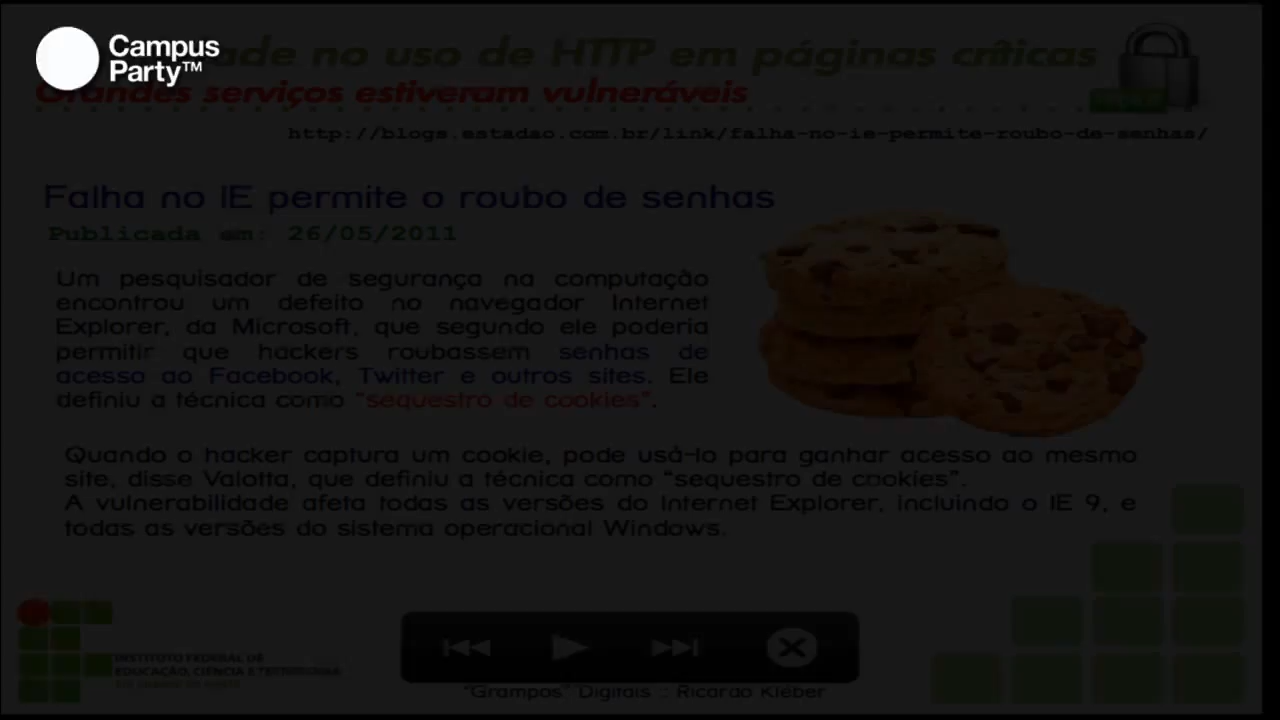 Campus
Party™
dade no uso de HTTP em páginas críticas
Grandes serviços estiveram vulneráveis
http://blogs.estadao.com.br/link/falha-no-ie-permite-roubo-de-senhas/
Falha no IE permite o roubo de senhas
Publicada em: 26/05/2011
Um pesquisador de segurança na computação
encontrou um defeito no navegador Internet
Explorer, da Microsoft, que segundo ele poderia
permitir que hackers roubassem senhas de
acesso ao Facebook, Twitter e outros sites. Ele
definiu a técnica como "sequestro de cookies".
Quando o hacker captura um cookie, pode usá-lo para ganhar acesso ao mesmo
site, disse Valotta, que definiu a técnica como "sequestro de cookies".
A vulnerabilidade afeta todas as versões do Internet Explorer, incluindo o IE 9, e
todas as versões do sistema operacional Windows.
INSTITUTO FEDERAL DE
EDUCAÇÃO, CIÊNCIA E TECNOLOGIA
RIO GRANDE DO NORTE
"Grampos" Digitais :: Ricardo Kléber